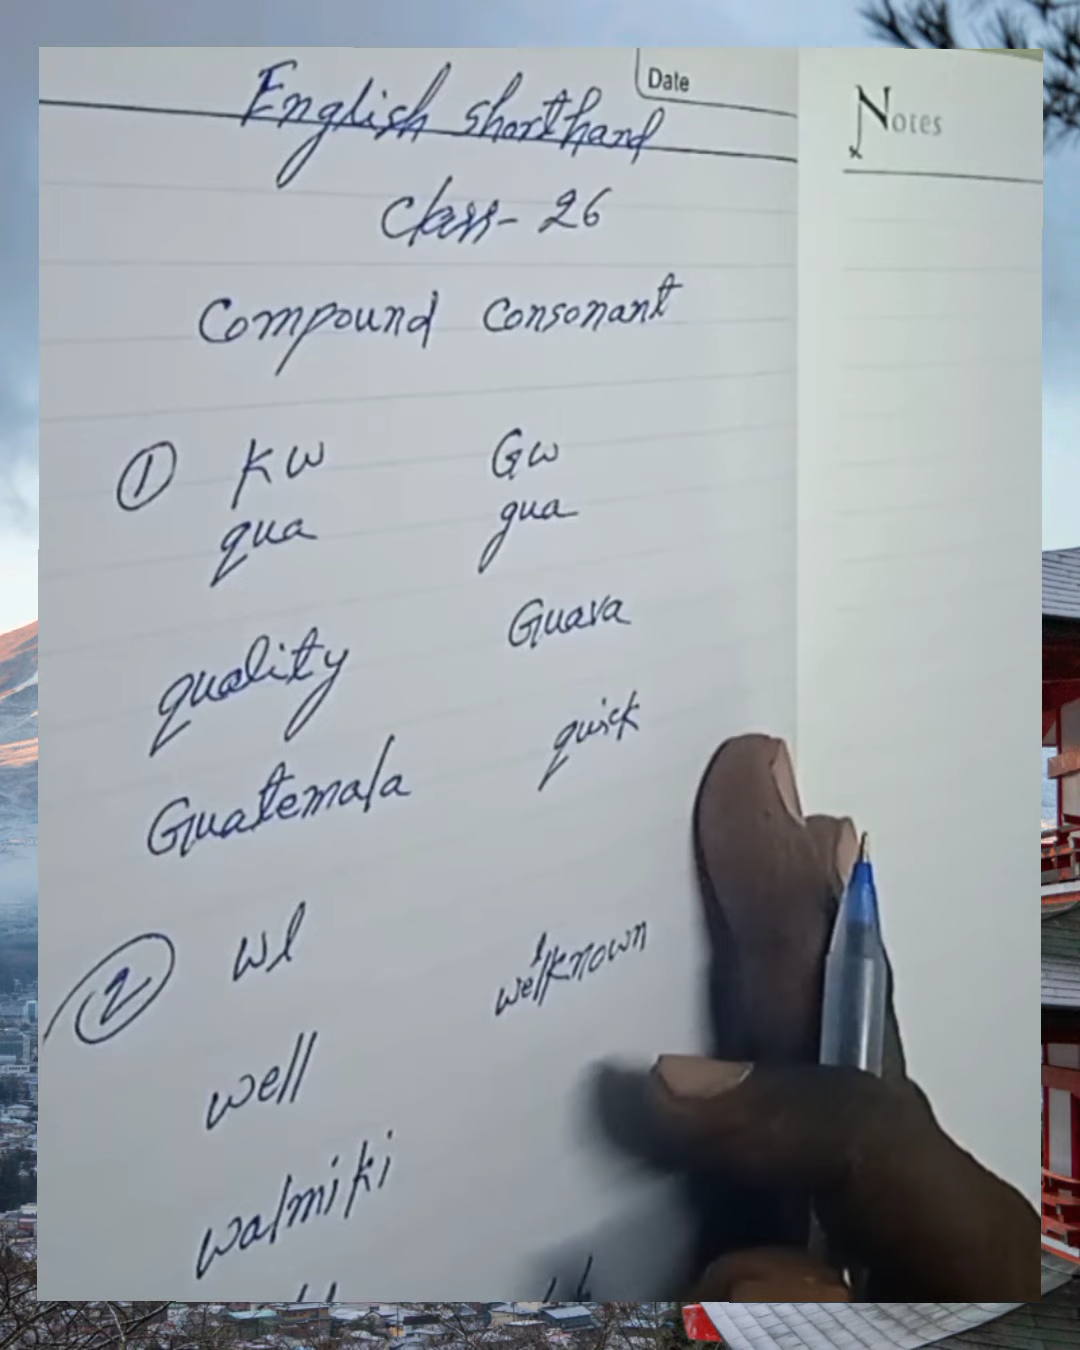 Date
Notes
English shorthand
Class- 26
Compound consonant
① KW GW
qua gua
quality Guava
Guatemala quick
② wl welknown
well
walmiki